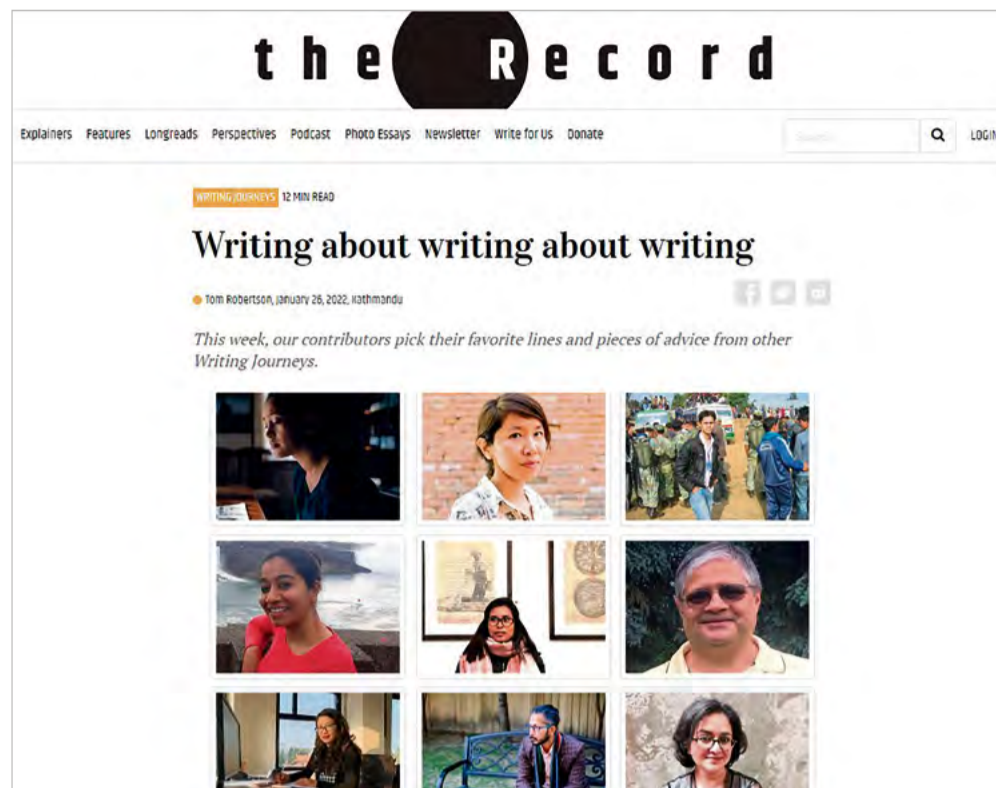 the Record
Explainers Features Longreads Perspectives Podcast Photo Essays Newsletter Write for Us Donate
LOGIN
WRITING JOURNEYS 12 MIN READ
Writing about writing about writing
Tom Robertson, January 26, 2022, Kathmandu
This week, our contributors pick their favorite lines and pieces of advice from other
Writing Journeys.